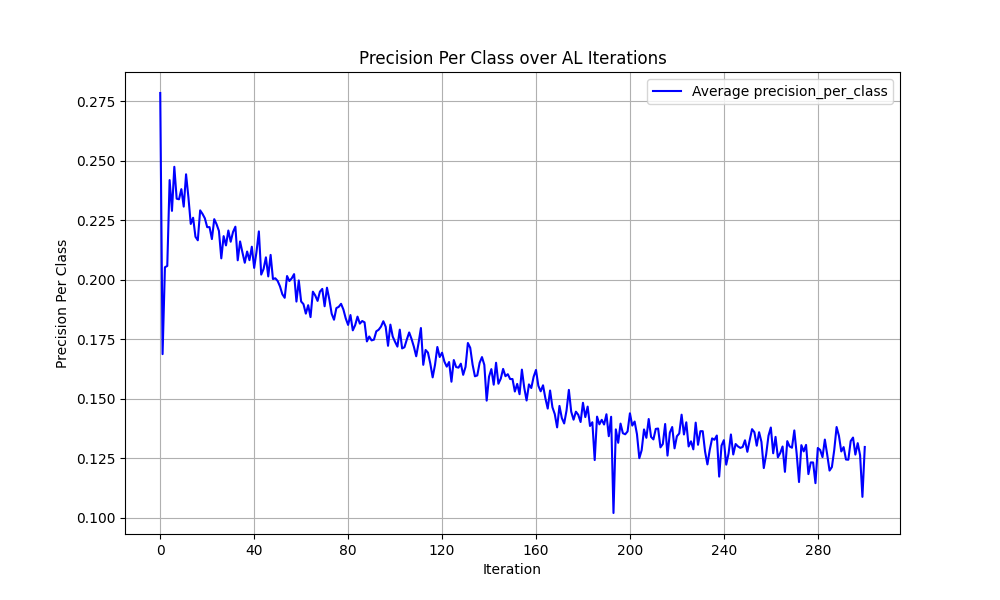 Precision Per Class over AL Iterations
Average precision_per_class
Precision Per Class
0.275
0.250
0.225
0.200
0.175
0.150
0.125
0.100
0 40 80 120 160 200 240 280
Iteration